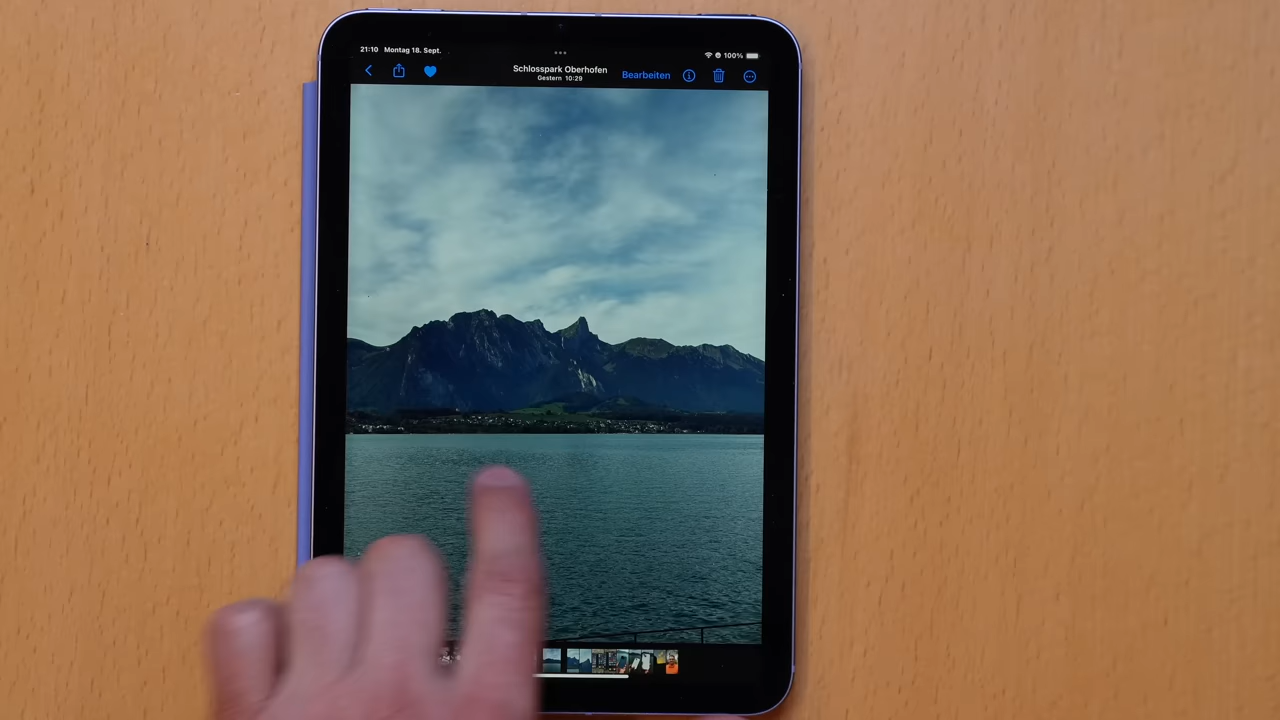 21:10 Montag 18. Sept.
100%
Schlosspark Oberhofen
Gestern 10:29
Bearbeiten